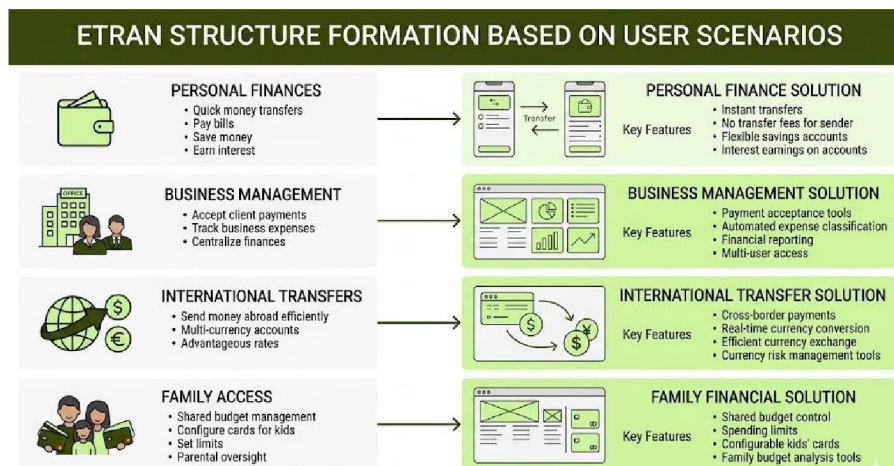 ETRAN STRUCTURE FORMATION BASED ON USER SCENARIOS
PERSONAL FINANCES
• Quick money transfers
• Pay bills
• Save money
• Earn interest
Transfer
PERSONAL FINANCE SOLUTION
Key Features
• Instant transfers
• No transfer fees for sender
• Flexible savings accounts
• Interest earnings on accounts
OFFICE
BUSINESS MANAGEMENT
• Accept client payments
• Track business expenses
• Centralize finances
BUSINESS MANAGEMENT SOLUTION
Key Features
• Payment acceptance tools
• Automated expense classification
• Financial reporting
• Multi-user access
$
€
INTERNATIONAL TRANSFERS
• Send money abroad efficiently
• Multi-currency accounts
• Advantageous rates
$
$
¥
INTERNATIONAL TRANSFER SOLUTION
Key Features
• Cross-border payments
• Real-time currency conversion
• Efficient currency exchange
• Currency risk management tools
FAMILY ACCESS
• Shared budget management
• Configure cards for kids
• Set limits
• Parental oversight
FAMILY FINANCIAL SOLUTION
Key Features
• Shared budget control
• Spending limits
• Configurable kids' cards
• Family budget analysis tools